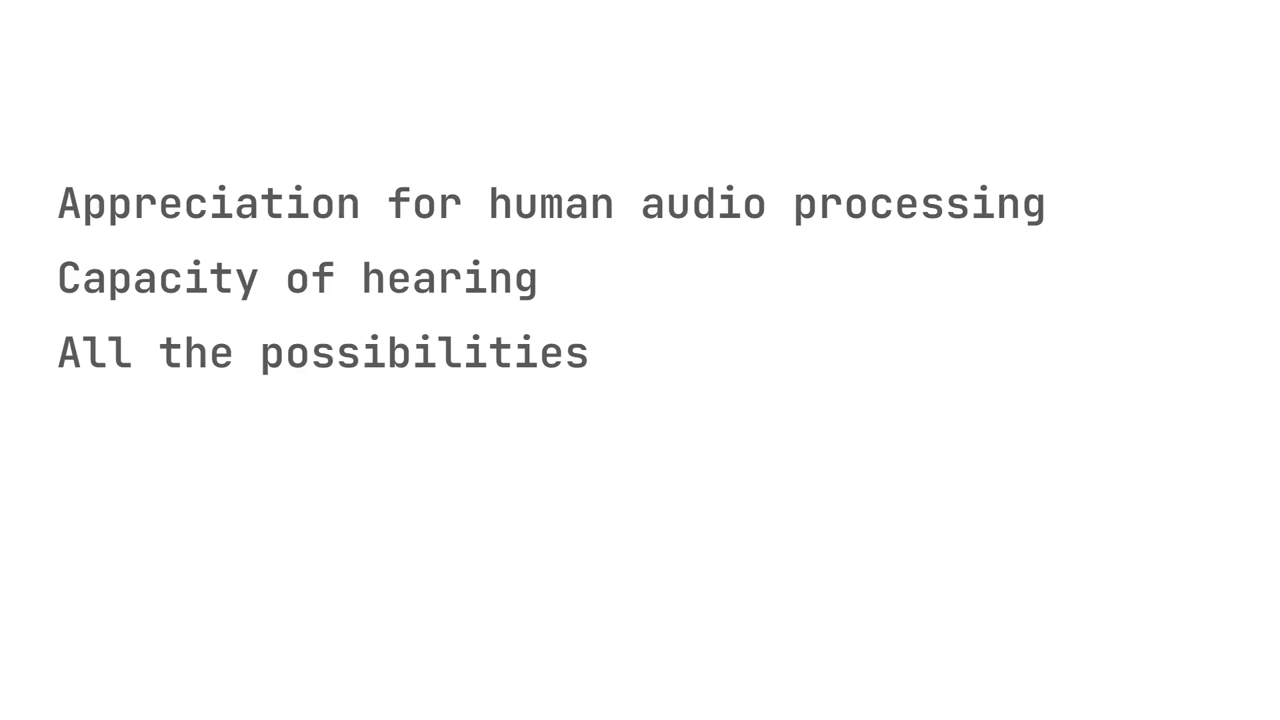 Appreciation for human audio processing
Capacity of hearing
All the possibilities